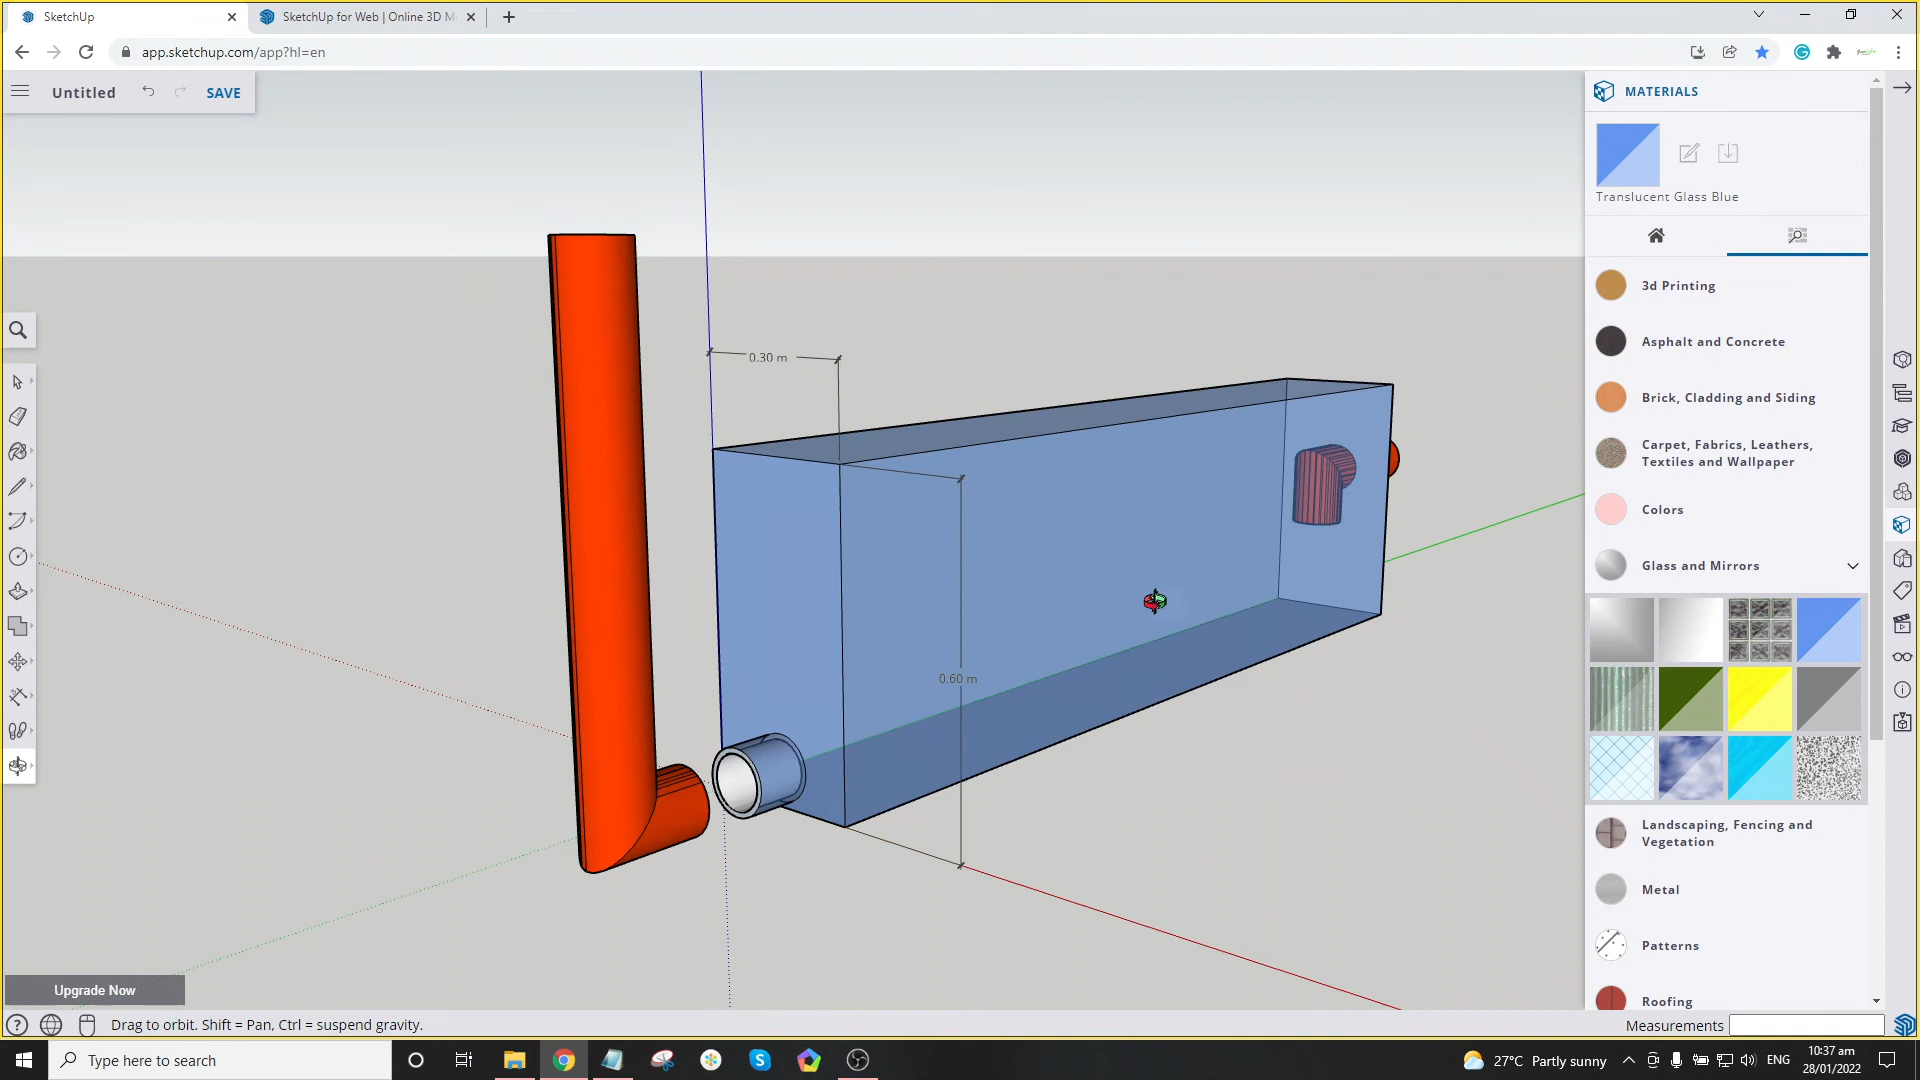 SketchUp
SketchUp for Web | Online 3D M
app.sketchup.com/app?hl=en
Untitled
SAVE
MATERIALS
Translucent Glass Blue
3d Printing
Asphalt and Concrete
Brick, Cladding and Siding
Carpet, Fabrics, Leathers,
Textiles and Wallpaper
Colors
Glass and Mirrors
Landscaping, Fencing and
Vegetation
Metal
Patterns
Roofing
0.30 m
0.60 m
Upgrade Now
Drag to orbit. Shift = Pan, Ctrl = suspend gravity.
Measurements
Type here to search
27°C Partly sunny
ENG
10:37 am
28/01/2022